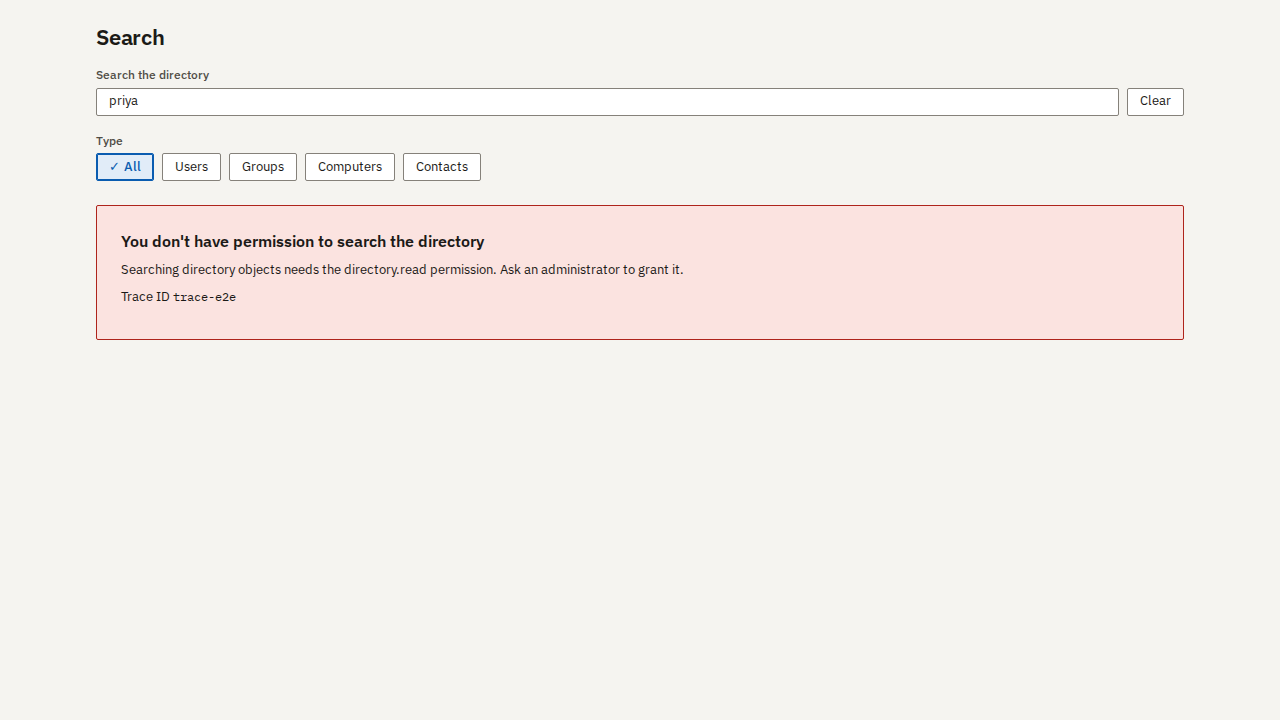 Search
Search the directory
priya
Clear
Type
✓ All
Users
Groups
Computers
Contacts
You don't have permission to search the directory
Searching directory objects needs the directory.read permission. Ask an administrator to grant it.
Trace ID trace-e2e